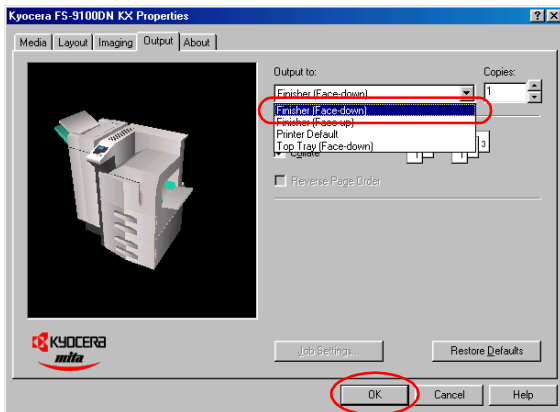 Kyocera FS-9100DN KX Properties
Media Layout Imaging Output About
Output to: Copies:
Finisher (Face-down) 1
Finisher (Face-down)
Finisher (Face-up)
Printer Default
Top Tray (Face-down)
Collate 1 1 3
Reverse Page Order
KYOCERA
mita
Job Settings... Restore Defaults
OK Cancel Help